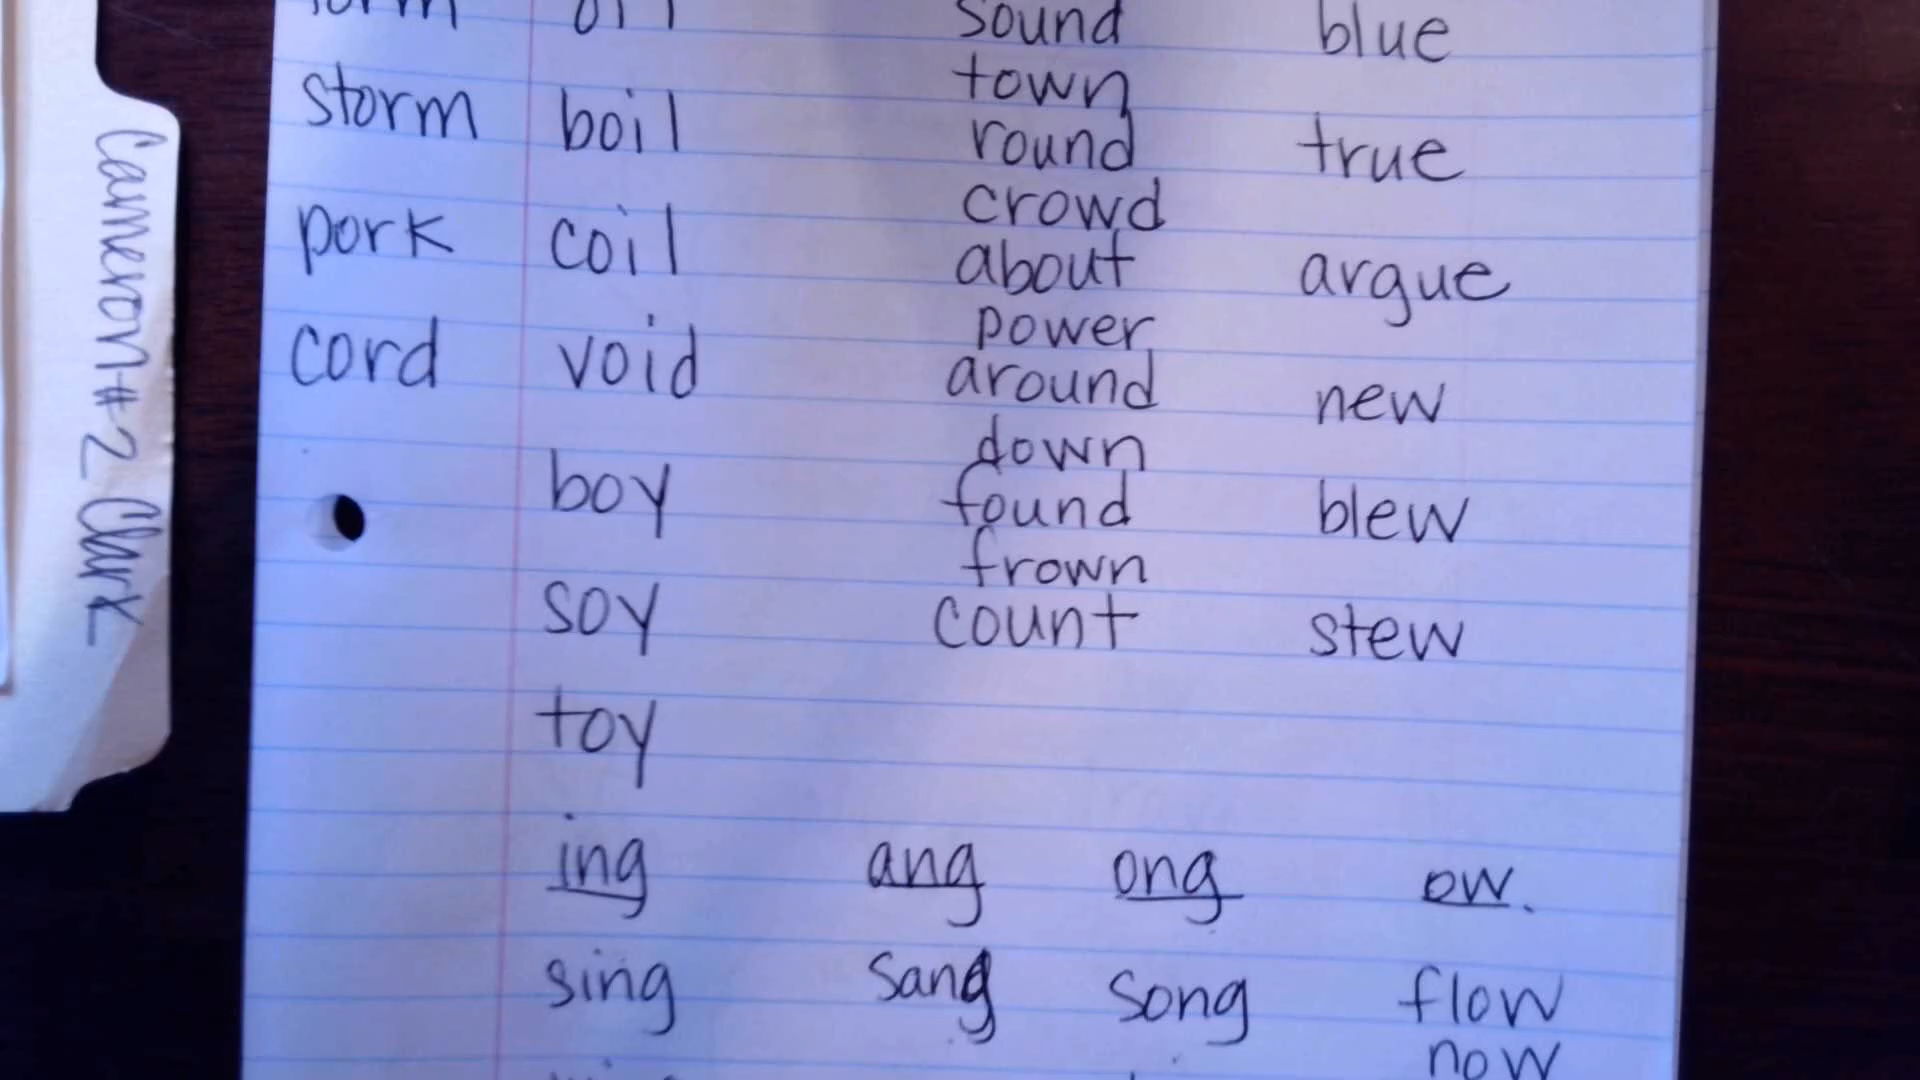 oil sound blue
town
storm boil round true
crowd
pork coil about argue
power
cord void around new
down
boy found blew
frown
soy count stew
toy
ing ang ong ow.
sing sang song flow
now
Cameron #2 Clark